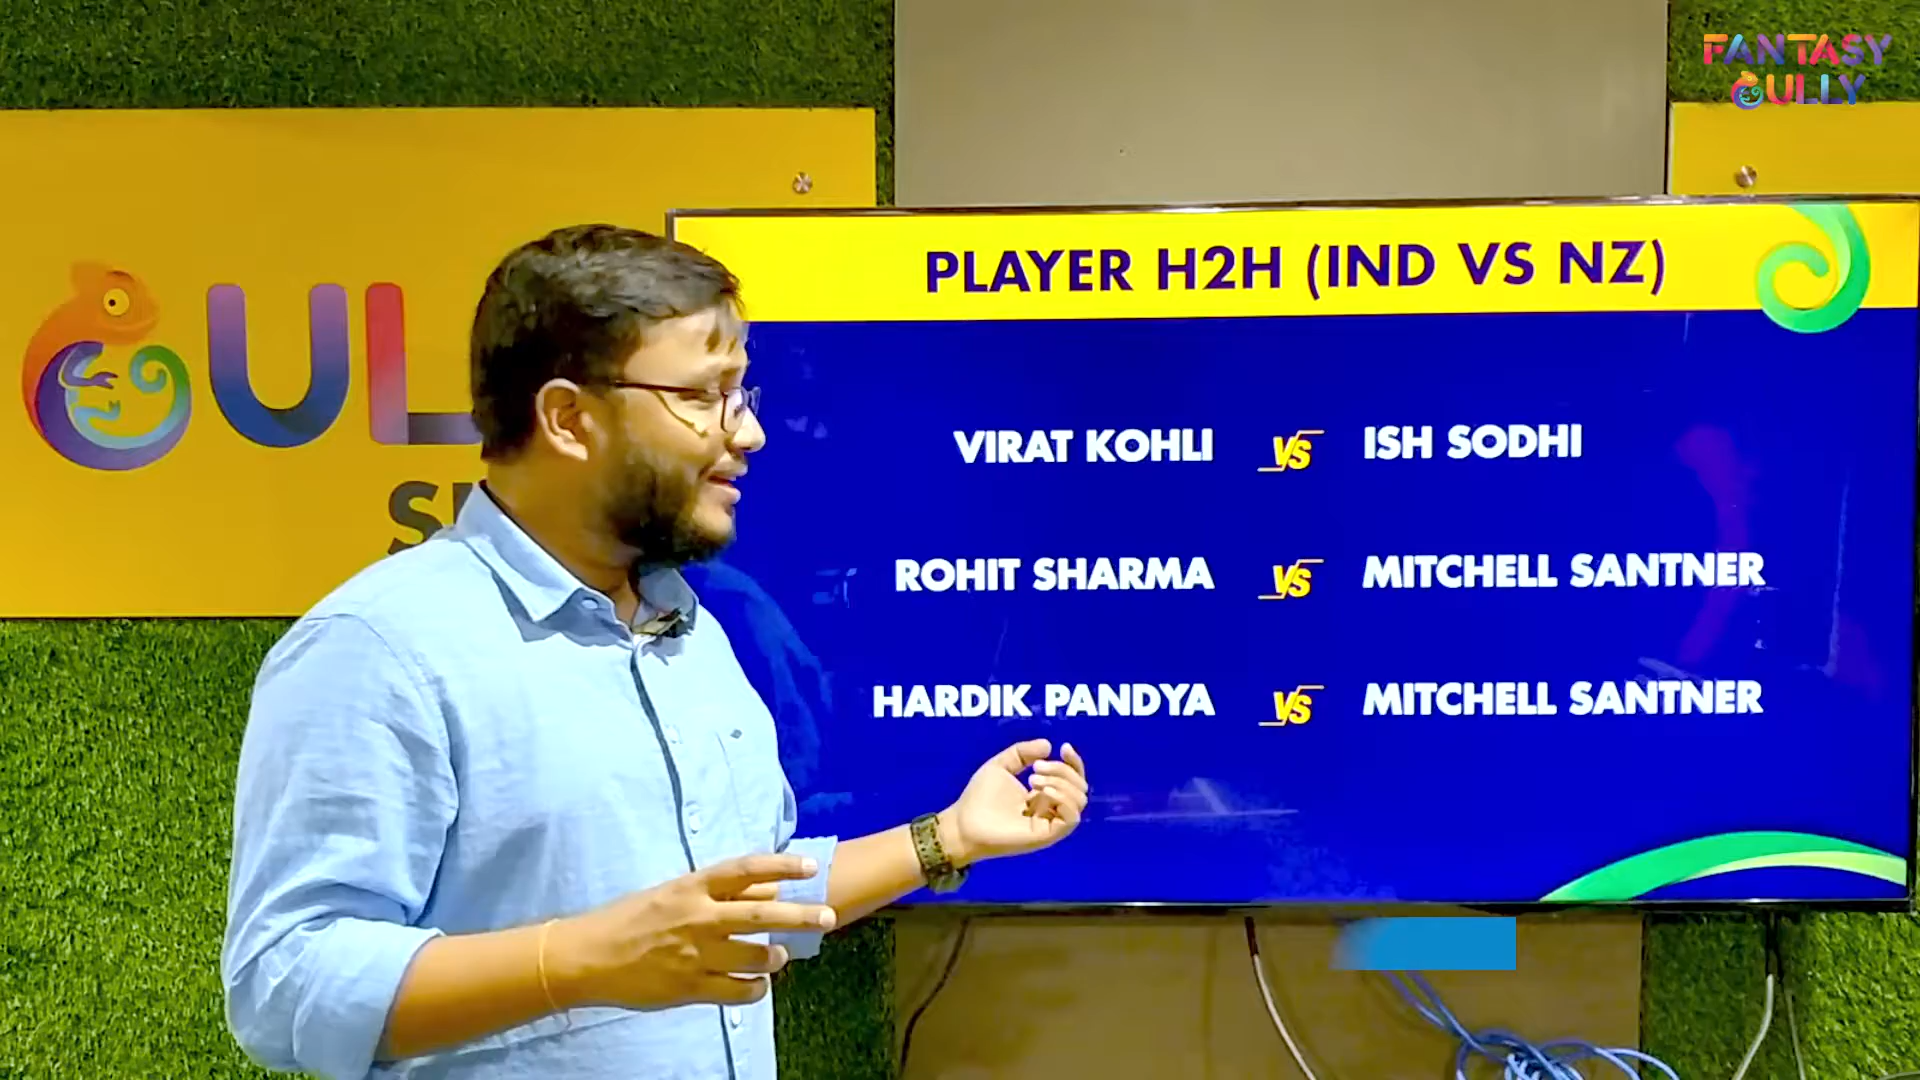 FANTASY
GULLY
GUL
PLAYER H2H (IND VS NZ)
VIRAT KOHLI VS ISH SODHI
ROHIT SHARMA VS MITCHELL SANTNER
HARDIK PANDYA VS MITCHELL SANTNER